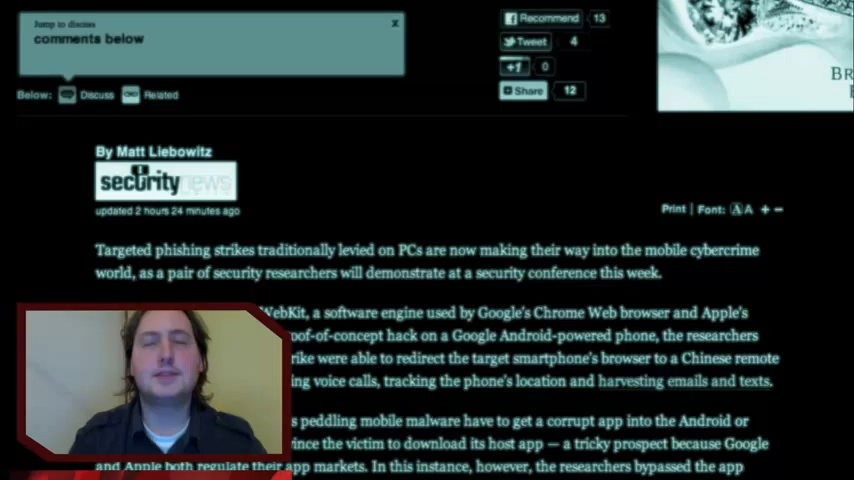 Jump to discuss
comments below
x
Recommend 13
Tweet 4
+1 0
Share 12
Below: Discuss Related
By Matt Liebowitz
security news
updated 2 hours 24 minutes ago
Print | Font: A A + −
Targeted phishing strikes traditionally levied on PCs are now making their way into the mobile cybercrime
world, as a pair of security researchers will demonstrate at a security conference this week.
WebKit, a software engine used by Google's Chrome Web browser and Apple's
oof-of-concept hack on a Google Android-powered phone, the researchers
rike were able to redirect the target smartphone's browser to a Chinese remote
ing voice calls, tracking the phone's location and harvesting emails and texts.
s peddling mobile malware have to get a corrupt app into the Android or
vince the victim to download its host app — a tricky prospect because Google
and Apple both regulate their app markets. In this instance, however, the researchers bypassed the app